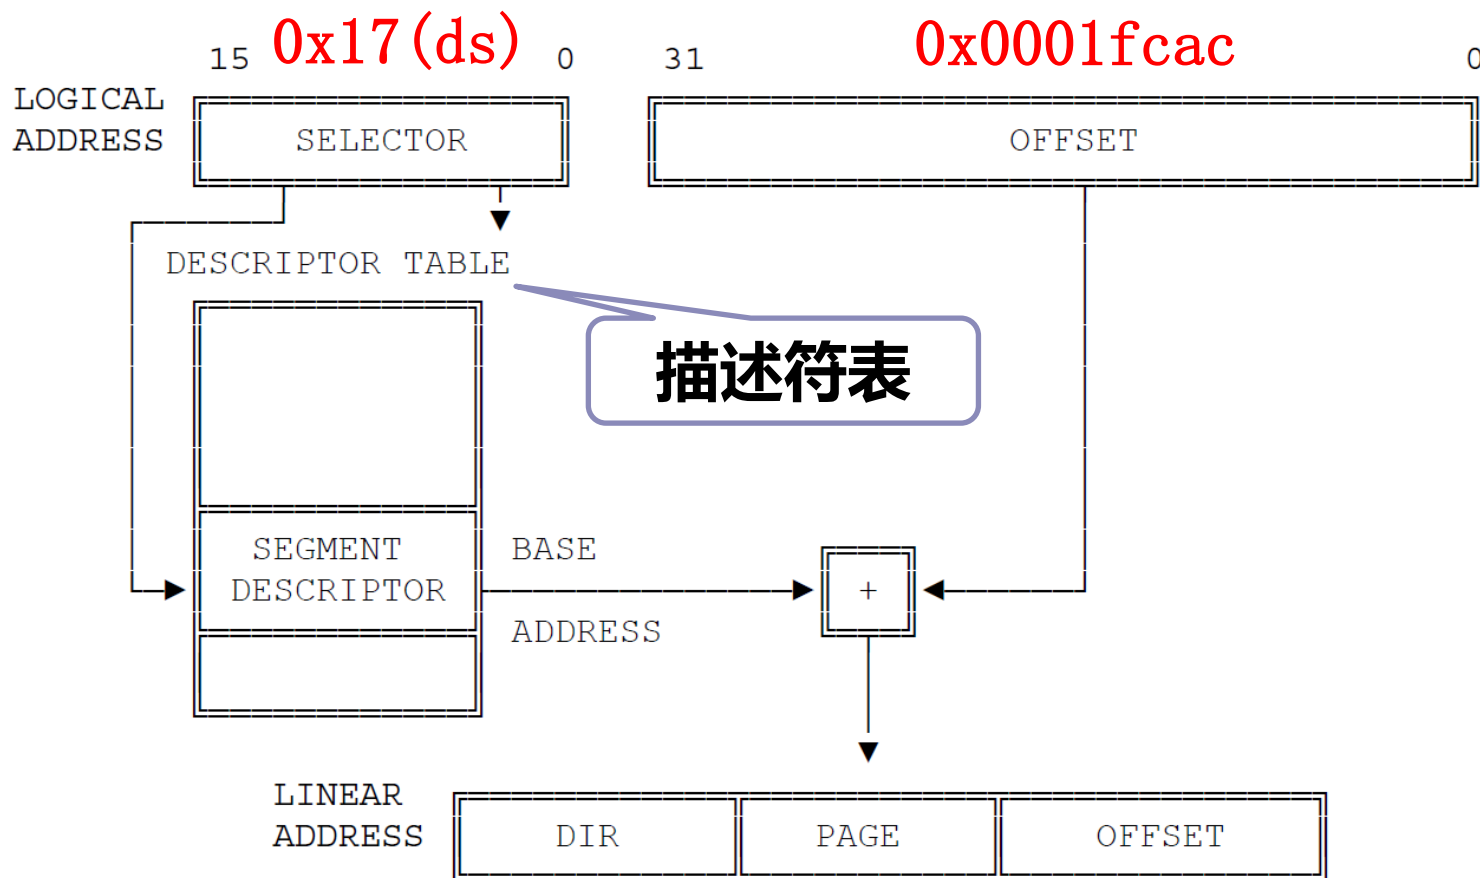 0x17(ds) 0x0001fcac
15 0 31 0
LOGICAL
ADDRESS SELECTOR OFFSET
DESCRIPTOR TABLE
描述符表
SEGMENT BASE
DESCRIPTOR +
ADDRESS
LINEAR
ADDRESS DIR PAGE OFFSET